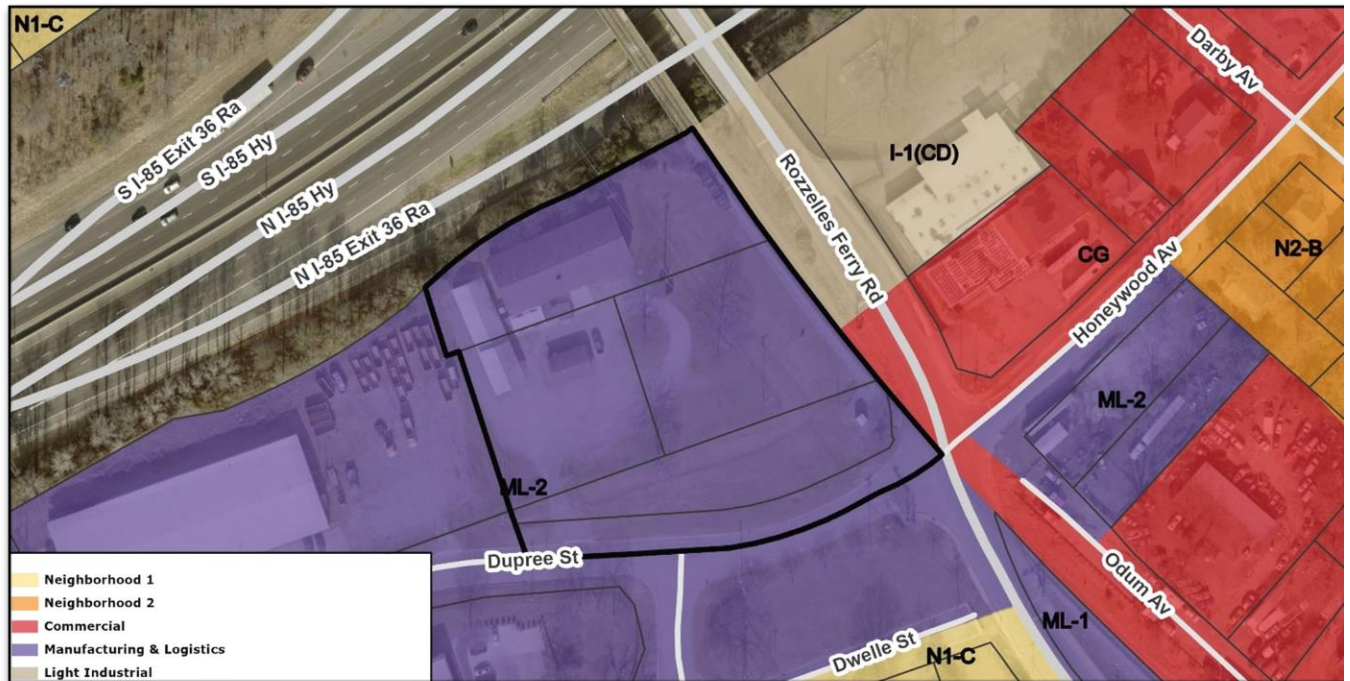 N1-C
Darby Av
S I-85 Exit 36 Ra
S I-85 Hy
N I-85 Hy
N I-85 Exit 36 Ra
Rozzelles Ferry Rd
I-1(CD)
CG
Honeywood Av
N2-B
ML-2
ML-2
Dupree St
Odum Av
ML-1
Dwelle St
N1-C
Neighborhood 1
Neighborhood 2
Commercial
Manufacturing & Logistics
Light Industrial